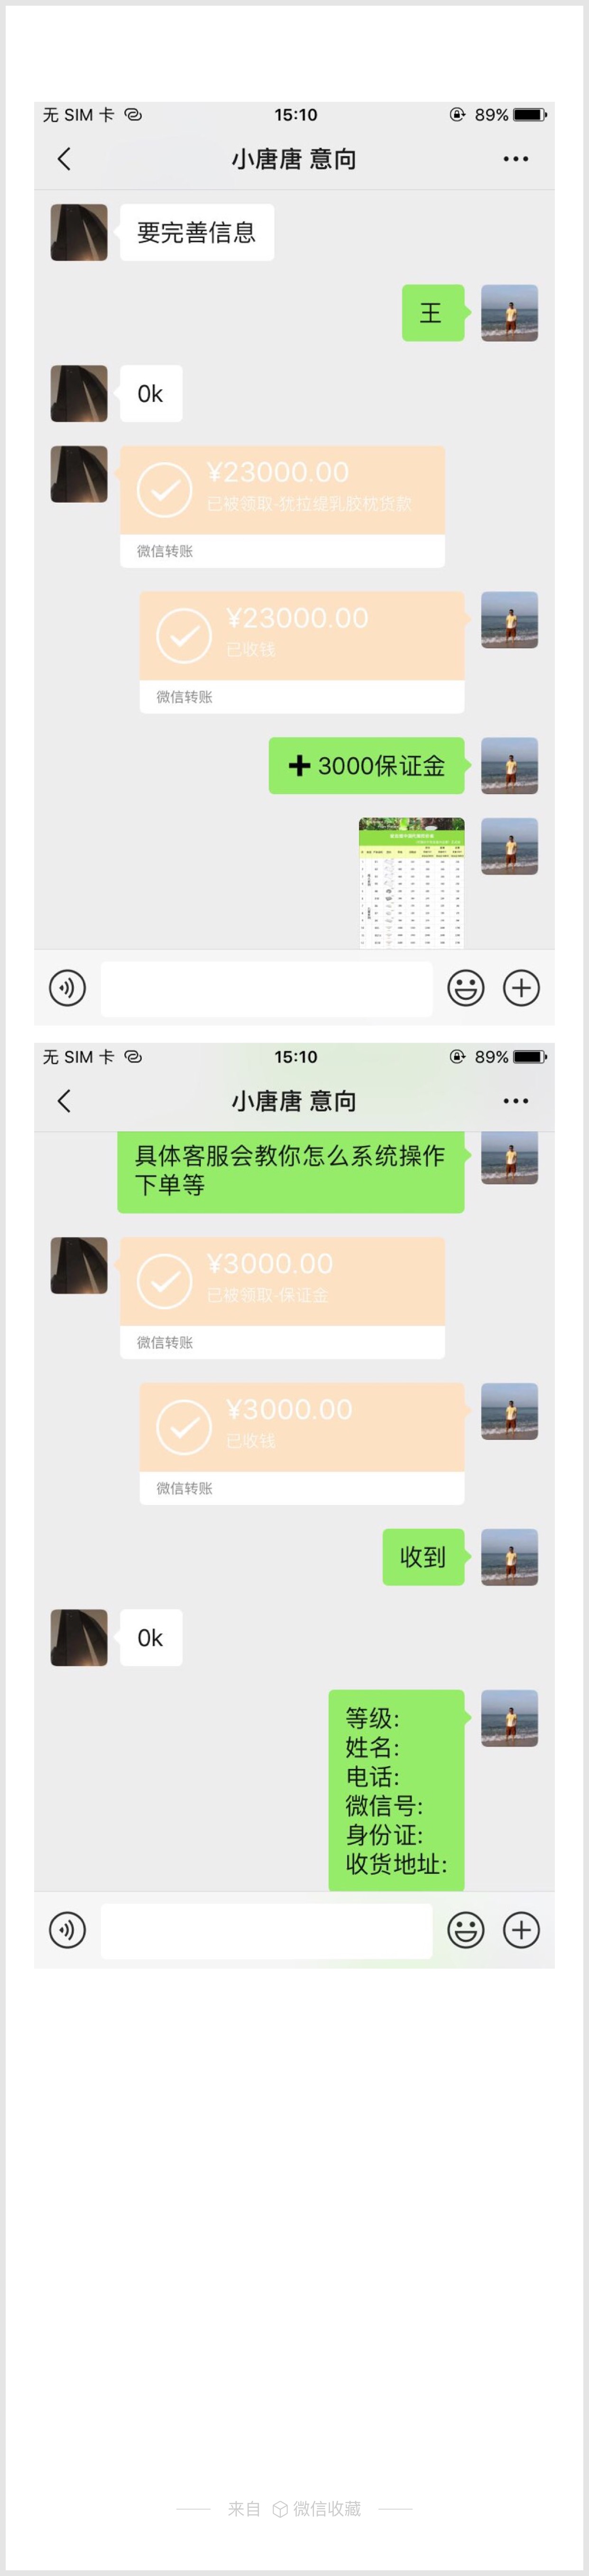 无 SIM 卡
15:10
89%
小唐唐 意向
要完善信息
王
Ok
¥23000.00
已被领取-犹拉缇乳胶枕货款
微信转账
¥23000.00
已收钱
微信转账
+ 3000保证金
无 SIM 卡
15:10
89%
小唐唐 意向
具体客服会教你怎么系统操作
下单等
¥3000.00
已被领取-保证金
微信转账
¥3000.00
已收钱
微信转账
收到
Ok
等级:
姓名:
电话:
微信号:
身份证:
收货地址:
来自 微信收藏